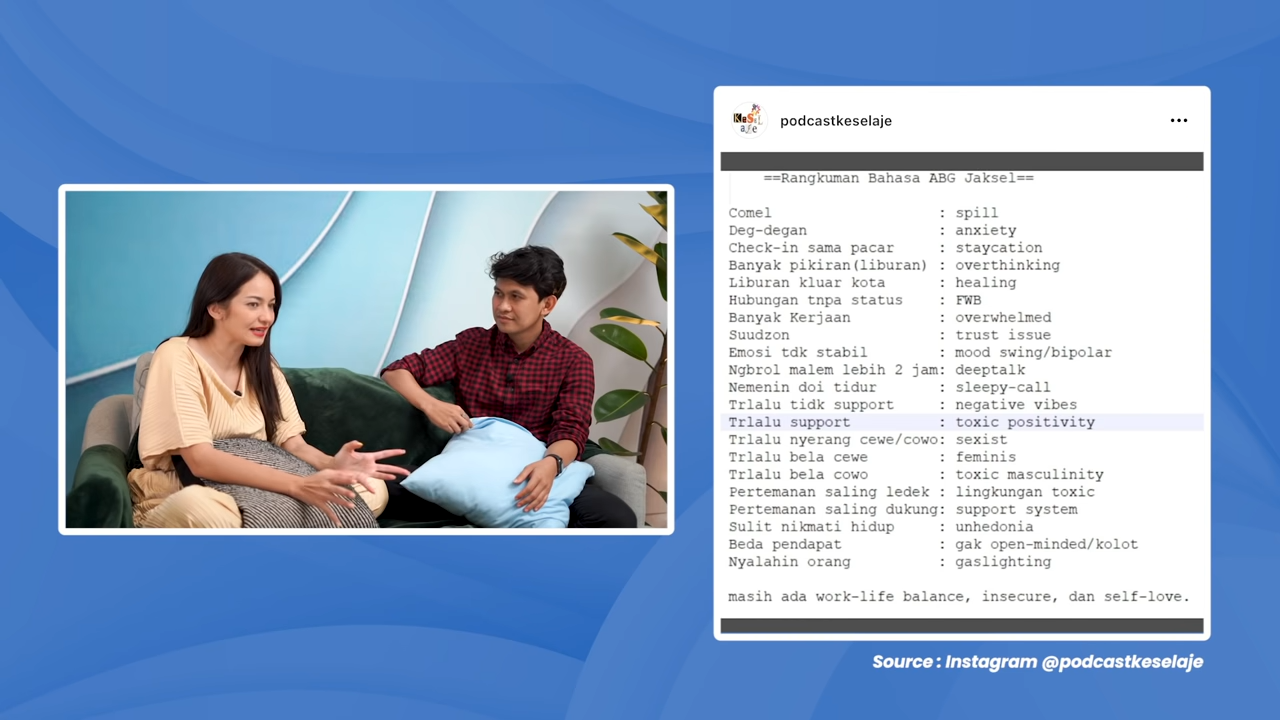 podcastkeselaje
==Rangkuman Bahasa ABG Jaksel==
Comel : spill
Deg-degan : anxiety
Check-in sama pacar : staycation
Banyak pikiran(liburan) : overthinking
Liburan kluar kota : healing
Hubungan tnpa status : FWB
Banyak Kerjaan : overwhelmed
Suudzon : trust issue
Emosi tdk stabil : mood swing/bipolar
Ngbrol malem lebih 2 jam: deeptalk
Nemenin doi tidur : sleepy-call
Trlalu tidk support : negative vibes
Trlalu support : toxic positivity
Trlalu nyerang cewe/cowo: sexist
Trlalu bela cewe : feminis
Trlalu bela cowo : toxic masculinity
Pertemanan saling ledek : lingkungan toxic
Pertemanan saling dukung: support system
Sulit nikmati hidup : unhedonia
Beda pendapat : gak open-minded/kolot
Nyalahin orang : gaslighting
masih ada work-life balance, insecure, dan self-love.
Source : Instagram @podcastkeselaje